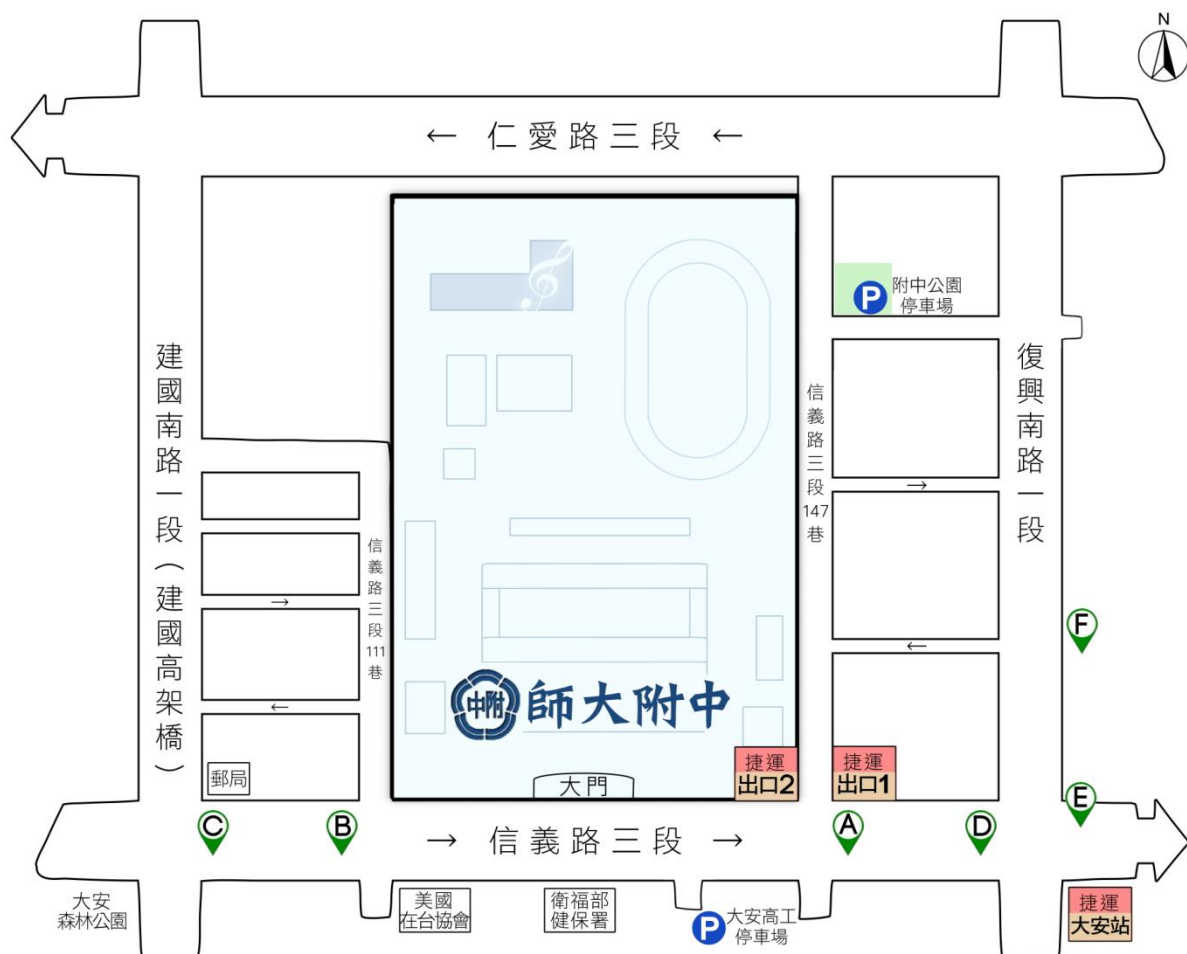 N
← 仁愛路三段 ←
P
附中公園
停車場
建國南路一段(建國高架橋)
復興南路一段
信義路三段147巷
→
信義路三段111巷
→
←
←
F
附中
師大附中
郵局
大門
捷運
出口2
捷運
出口1
C
B
→ 信義路三段 →
A
D
E
大安
森林公園
美國
在台協會
衛福部
健保署
P
大安高工
停車場
捷運
大安站